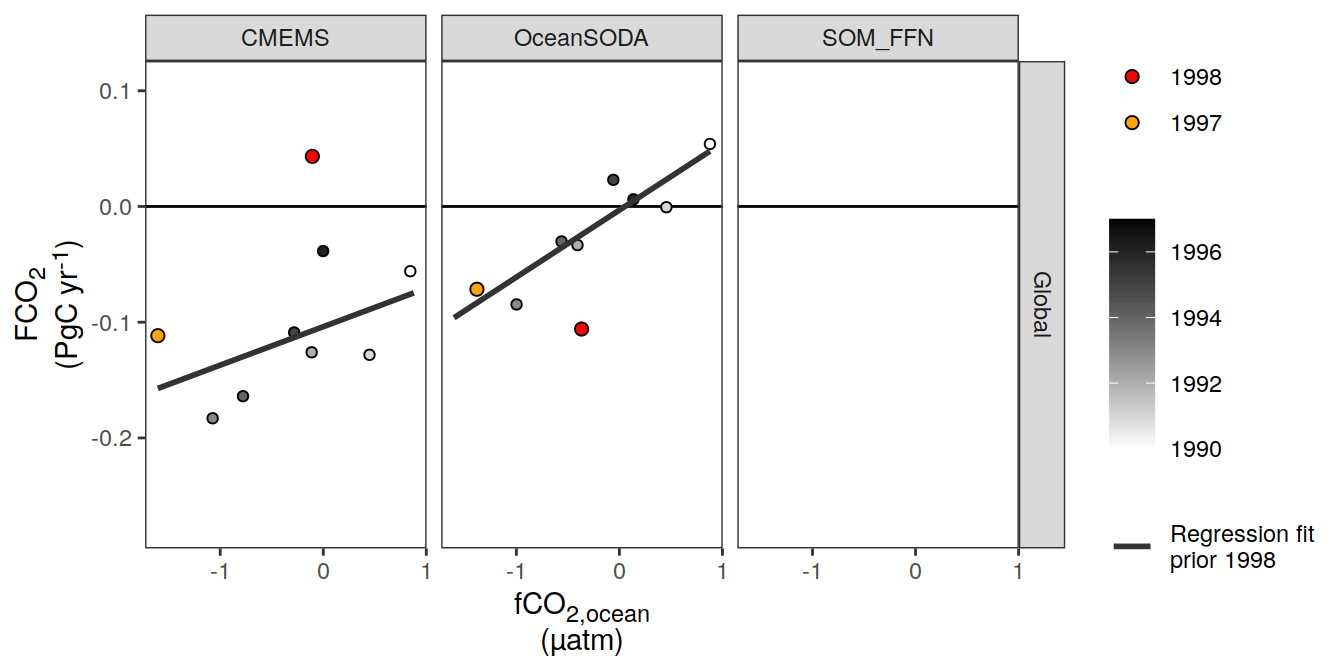 CMEMS OceanSODA SOM_FFN
0.1
0.0
-0.1
-0.2
FCO2
(PgC yr-1)
-1 0 1 -1 0 1 -1 0 1
fCO2,ocean
(µatm)
Global
1998
1997
1996
1994
1992
1990
Regression fit
prior 1998